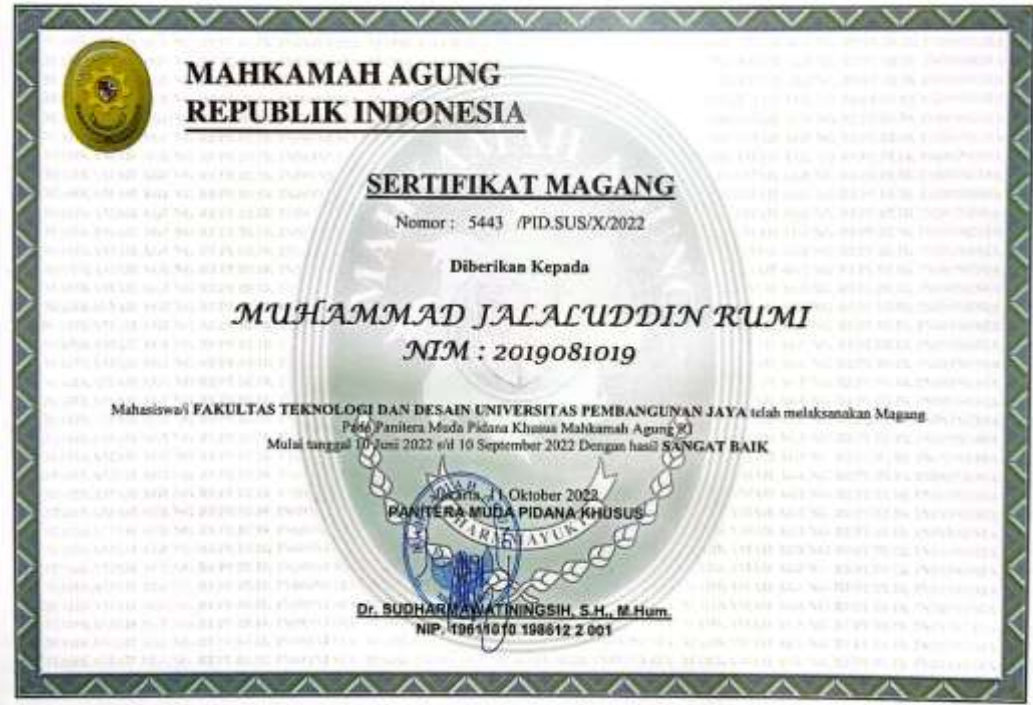 MAHKAMAH AGUNG
REPUBLIK INDONESIA
SERTIFIKAT MAGANG
Nomor : 5443 /PID.SUS/X/2022
Diberikan Kepada
MUHAMMAD JALALUDDIN RUMI
NIM : 2019081019
Mahasiswa/i FAKULTAS TEKNOLOGI DAN DESAIN UNIVERSITAS PEMBANGUNAN JAYA telah melaksanakan Magang
Pada Panitera Muda Pidana Khusus Mahkamah Agung RI
Mulai tanggal 10 Juni 2022 s/d 10 September 2022 Dengan hasil SANGAT BAIK
Jakarta, 11 Oktober 2022
PANITERA MUDA PIDANA KHUSUS
Dr. SUDHARMAWATININGSIH, S.H., M.Hum.
NIP. 19611010 198612 2 001